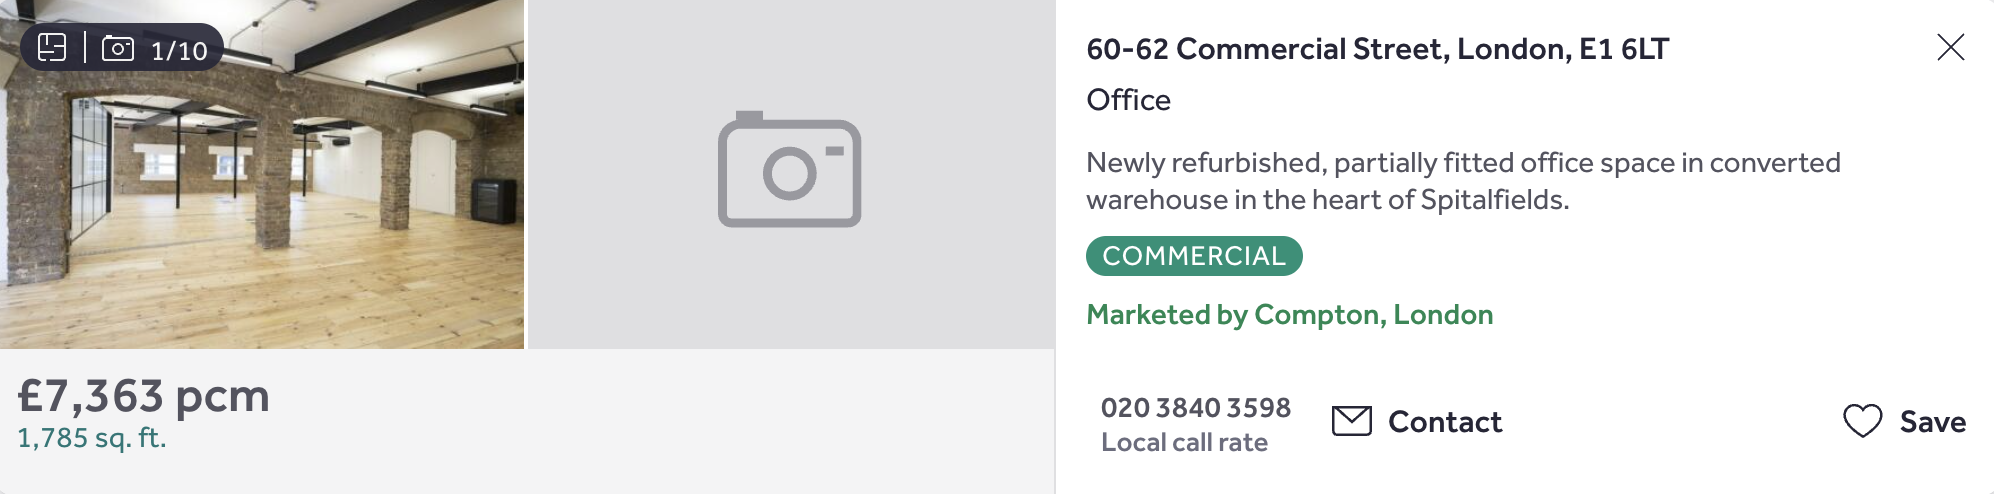 1/10
60-62 Commercial Street, London, E1 6LT
Office
Newly refurbished, partially fitted office space in converted
warehouse in the heart of Spitalfields.
COMMERCIAL
Marketed by Compton, London
£7,363 pcm
1,785 sq. ft.
020 3840 3598
Local call rate
Contact
Save